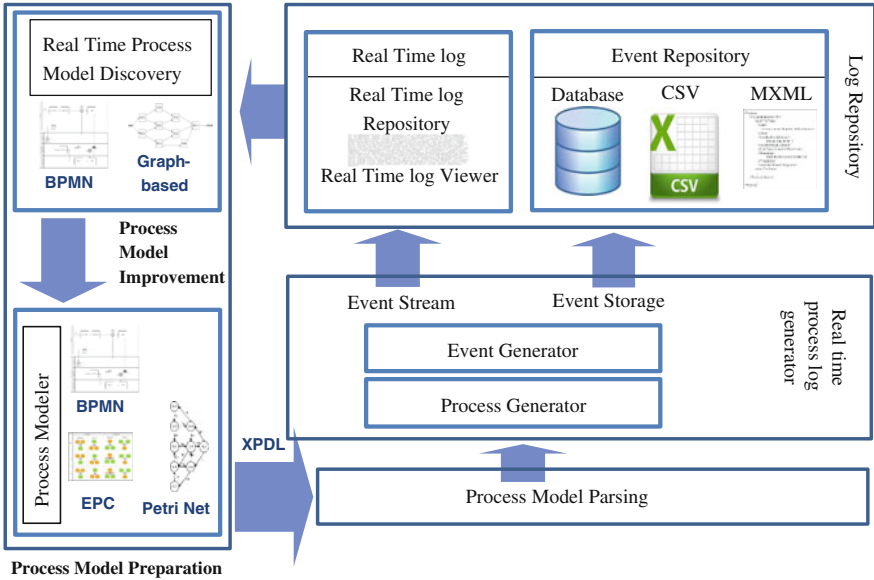 Real Time Process
Model Discovery
BPMN
Graph-
based
Process
Model
Improvement
Process Modeler
BPMN
EPC
Petri Net
Process Model Preparation
XPDL
Real Time log
Real Time log
Repository
Real Time log Viewer
Event Repository
Database
CSV
MXML
X
CSV
Log Repository
Event Stream
Event Storage
Event Generator
Process Generator
Real time
process log
generator
Process Model Parsing